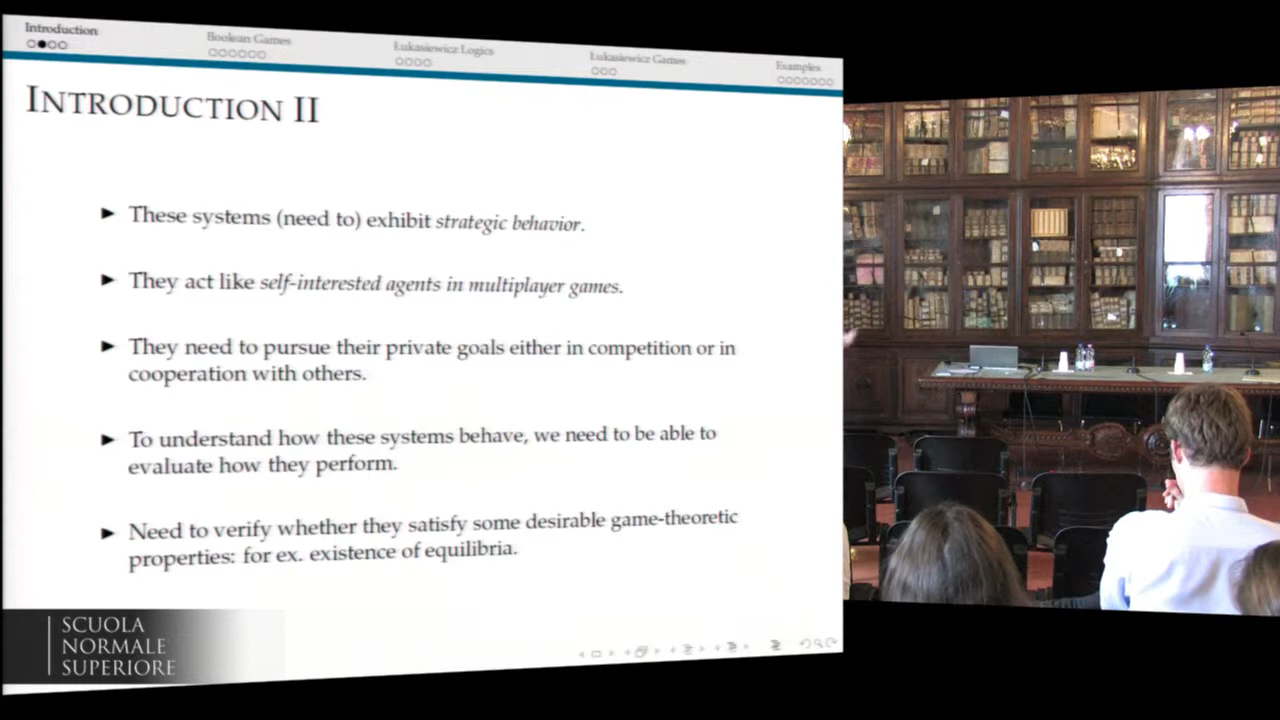 Introduction
Boolean Games
Łukasiewicz Logics
Łukasiewicz Games
Examples
INTRODUCTION II
► These systems (need to) exhibit strategic behavior.
► They act like self-interested agents in multiplayer games.
► They need to pursue their private goals either in competition or in
cooperation with others.
► To understand how these systems behave, we need to be able to
evaluate how they perform.
► Need to verify whether they satisfy some desirable game-theoretic
properties: for ex. existence of equilibria.
SCUOLA
NORMALE
SUPERIORE